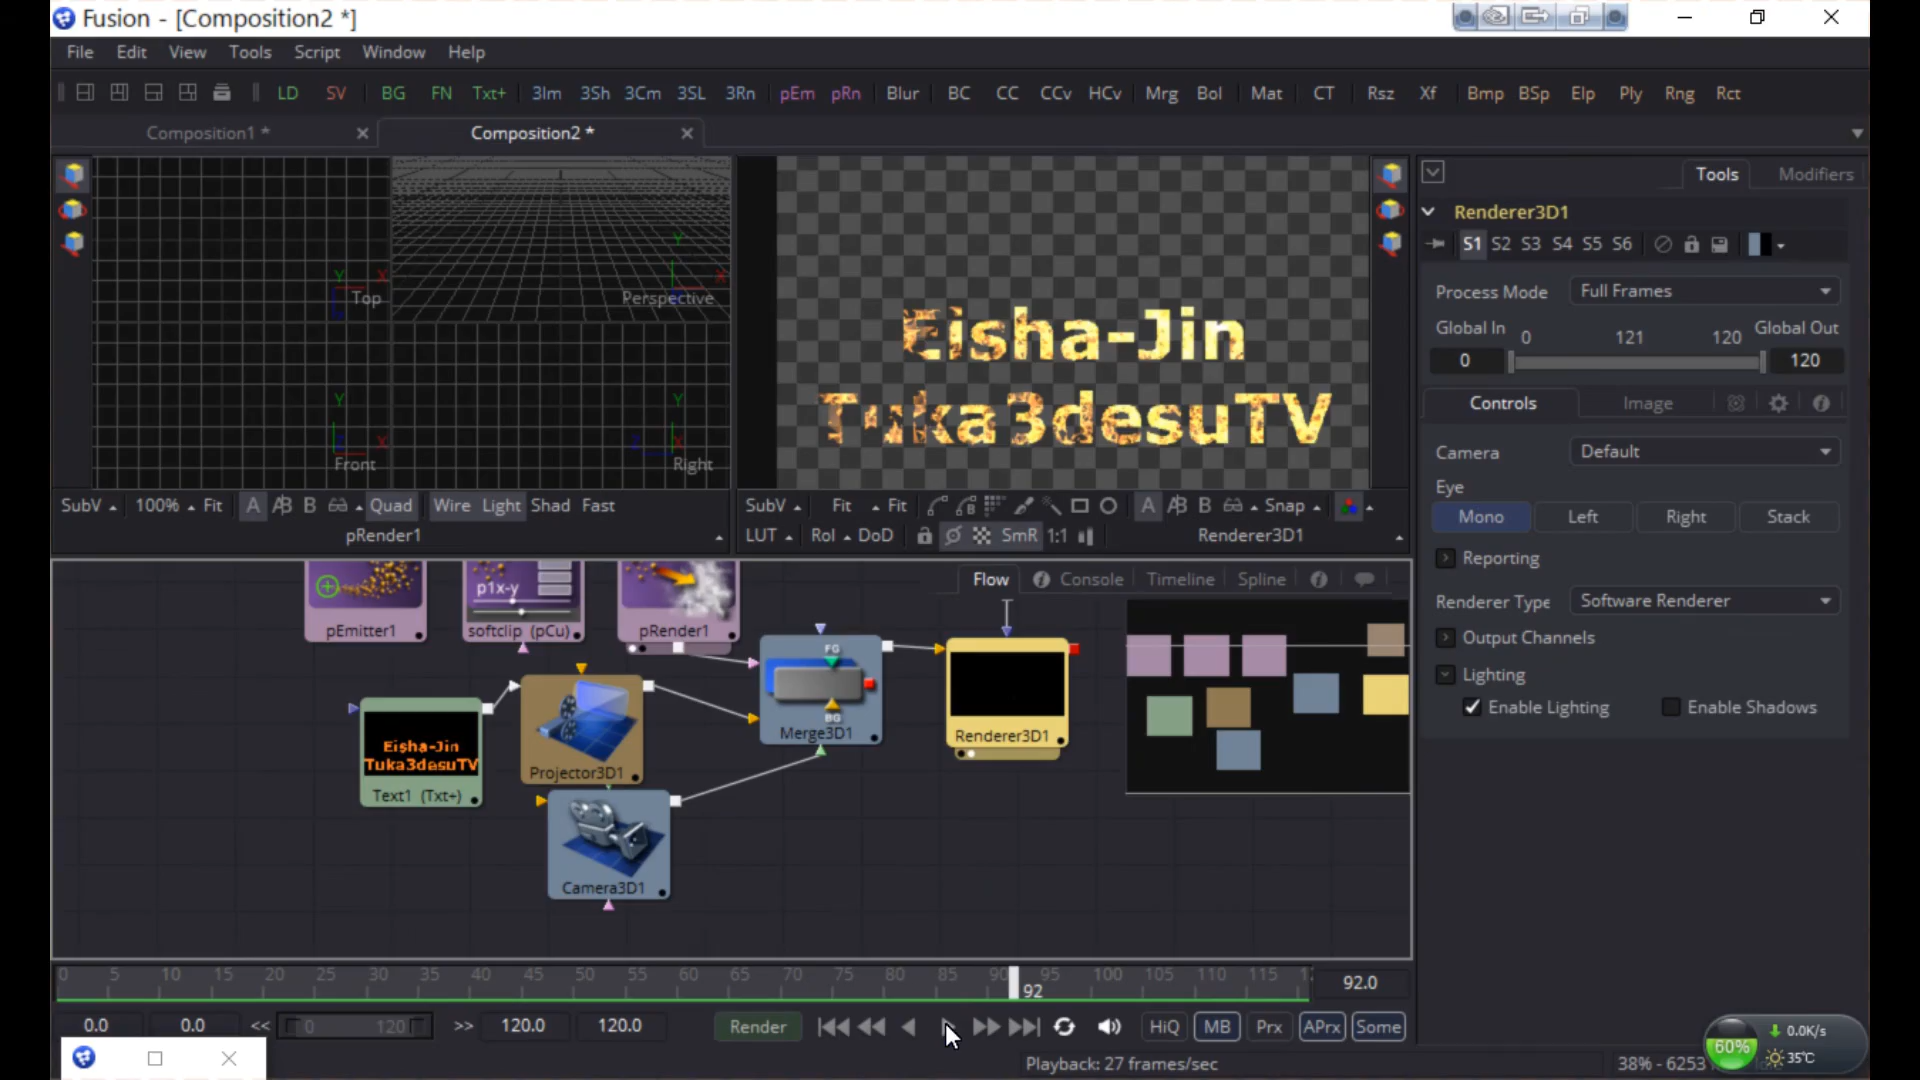 Fusion - [Composition2 *]
File Edit View Tools Script Window Help
LD SV BG FN Txt+ 3Im 3Sh 3Cm 3SL 3Rn pEm pRn Blur BC CC CCv HCv Mrg Bol Mat CT Rsz Xf Bmp BSp Elp Ply Rng Rct
Composition1 * Composition2 *
Tools Modifiers
Renderer3D1
S1 S2 S3 S4 S5 S6
Y X Top
Y X Perspective
Y Z X Front
Y Z X Right
Eisha-Jin
Tuka3desuTV
Process Mode Full Frames
Global In 0 121 120 Global Out
0 120
Controls Image
Camera Default
Eye
Mono Left Right Stack
Reporting
Renderer Type Software Renderer
Output Channels
Lighting
Enable Lighting Enable Shadows
SubV 100% Fit A A|B B Quad Wire Light Shad Fast
pRender1
SubV Fit Fit A A|B B Snap
LUT RoI DoD SmR 1:1 Renderer3D1
Flow Console Timeline Spline
pEmitter1
p1x-y
softclip (pCu)
pRender1
FG
BG
Merge3D1
Renderer3D1
Eisha-Jin
Tuka3desuTV
Text1 (Txt+)
Projector3D1
Camera3D1
0 5 10 15 20 25 30 35 40 45 50 55 60 65 70 75 80 85 90 95 100 105 110 115
92
92.0
0.0 0.0 << 0 120 >> 120.0 120.0 Render HiQ MB Prx APrx Some
Playback: 27 frames/sec
38% - 6253
60%
0.0K/s
35℃